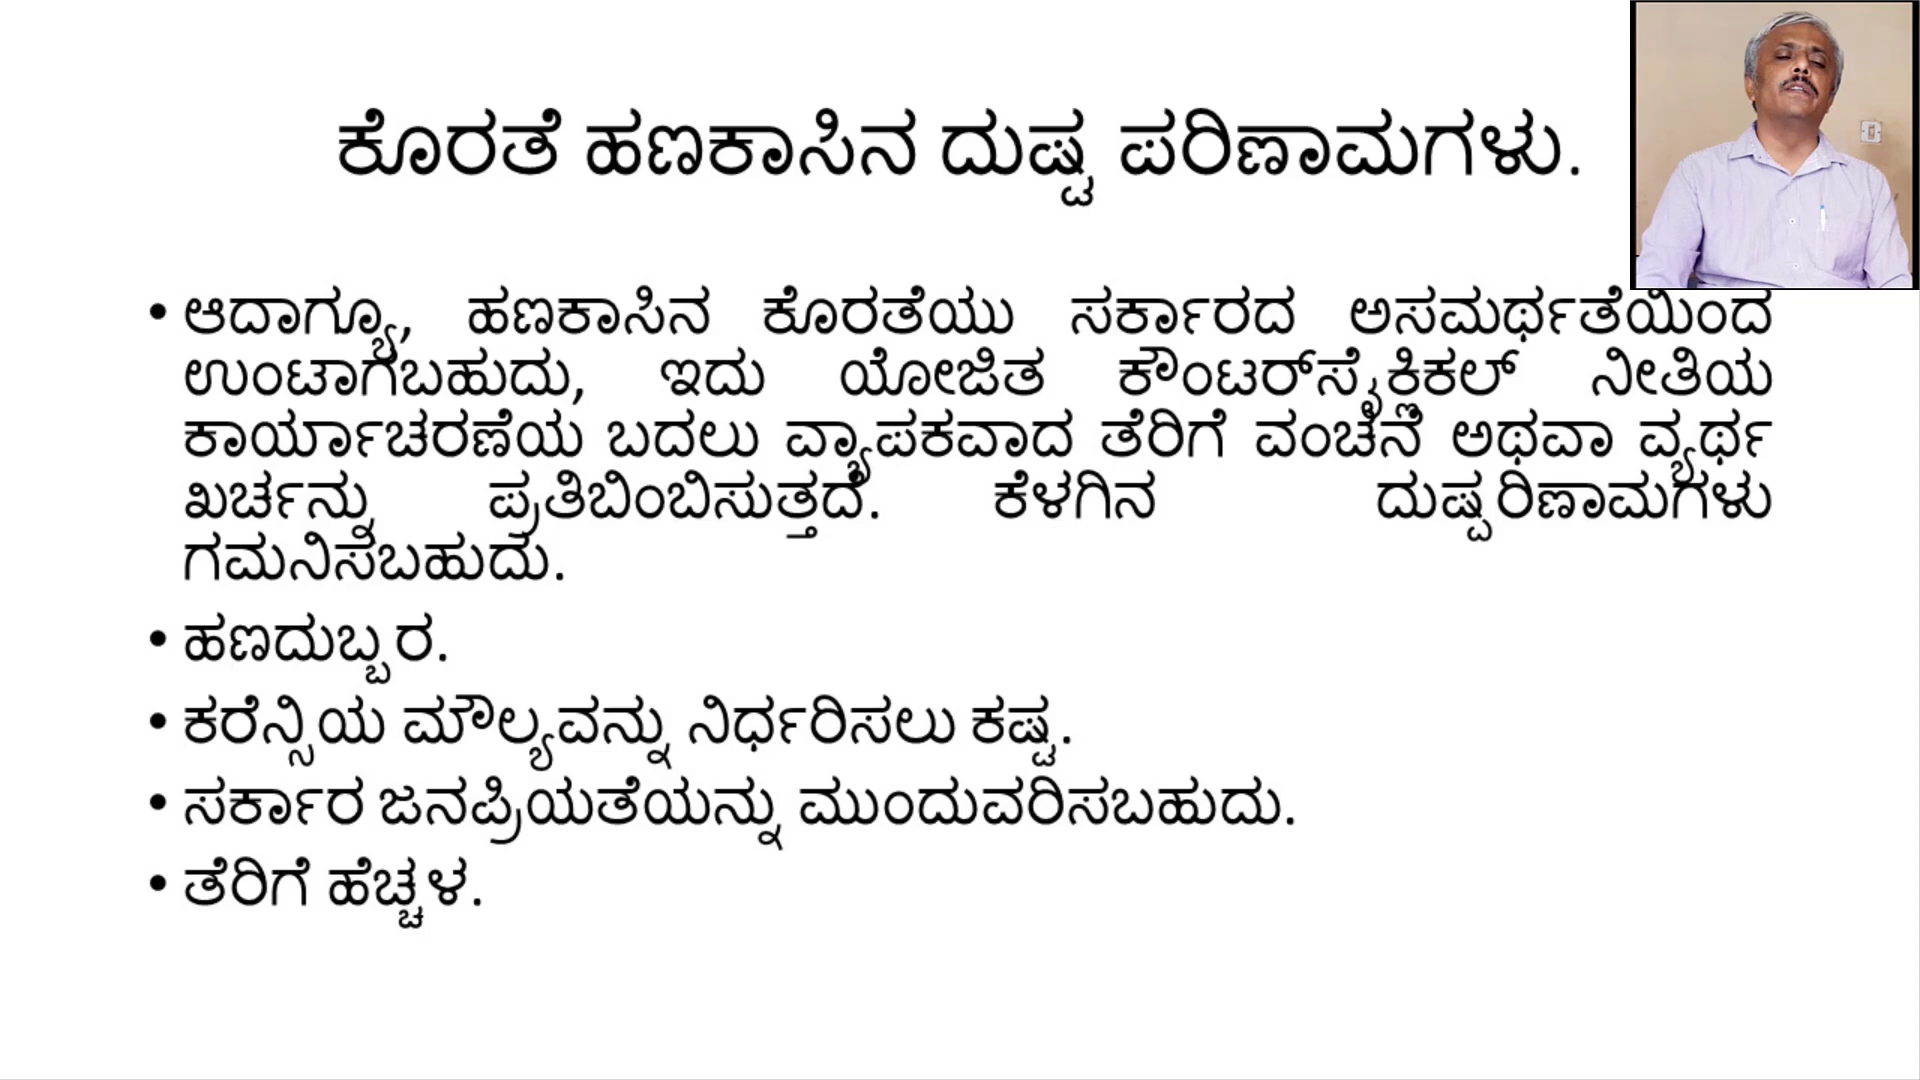 ಕೊರತೆ ಹಣಕಾಸಿನ ದುಷ್ಟ ಪರಿಣಾಮಗಳು.
• ಆದಾಗ್ಯೂ, ಹಣಕಾಸಿನ ಕೊರತೆಯು ಸರ್ಕಾರದ ಅಸಮರ್ಥತೆಯಿಂದ
ಉಂಟಾಗಬಹುದು, ಇದು ಯೋಜಿತ ಕೌಂಟರ್‌ಸೈಕ್ಲಿಕಲ್ ನೀತಿಯ
ಕಾರ್ಯಾಚರಣೆಯ ಬದಲು ವ್ಯಾಪಕವಾದ ತೆರಿಗೆ ವಂಚನೆ ಅಥವಾ ವ್ಯರ್ಥ
ಖರ್ಚನ್ನು ಪ್ರತಿಬಿಂಬಿಸುತ್ತದೆ. ಕೆಳಗಿನ ದುಷ್ಪರಿಣಾಮಗಳು
ಗಮನಿಸಬಹುದು.
• ಹಣದುಬ್ಬರ.
• ಕರೆನ್ಸಿಯ ಮೌಲ್ಯವನ್ನು ನಿರ್ಧರಿಸಲು ಕಷ್ಟ.
• ಸರ್ಕಾರ ಜನಪ್ರಿಯತೆಯನ್ನು ಮುಂದುವರಿಸಬಹುದು.
• ತೆರಿಗೆ ಹೆಚ್ಚಳ.